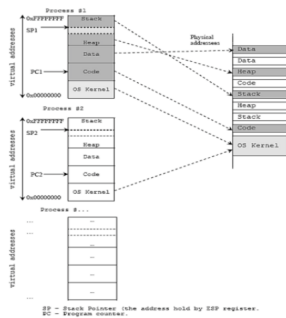 Process #1
0xFFFFFFFF
Stack
SP1
Heap
Data
PC1
Code
0x00000000
OS Kernel
virtual addresses
Physical
addresses
Data
Data
Heap
Code
Stack
Heap
Stack
Code
OS Kernel
Process #2
0xFFFFFFFF
Stack
SP2
Heap
Data
PC2
Code
0x00000000
OS Kernel
virtual addresses
Process #...
...
...
...
...
...
...
...
virtual addresses
SP - Stack Pointer (the address hold by ESP register.
PC - Program counter.